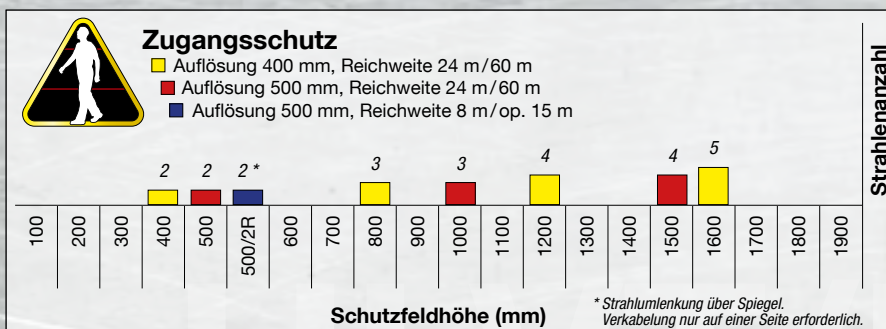 Zugangsschutz
Auflösung 400 mm, Reichweite 24 m/60 m
Auflösung 500 mm, Reichweite 24 m/60 m
Auflösung 500 mm, Reichweite 8 m/op. 15 m
Strahlenanzahl
2 2 2 * 3 3 4 4 5
100 200 300 400 500 500/2R 600 700 800 900 1000 1100 1200 1300 1400 1500 1600 1700 1800 1900
Schutzfeldhöhe (mm)
* Strahlumlenkung über Spiegel.
Verkabelung nur auf einer Seite erforderlich.